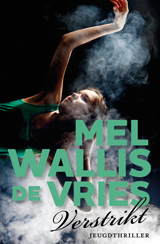 MEL
WALLIS
DE VRIES
Verstrikt
JEUGDTHRILLER